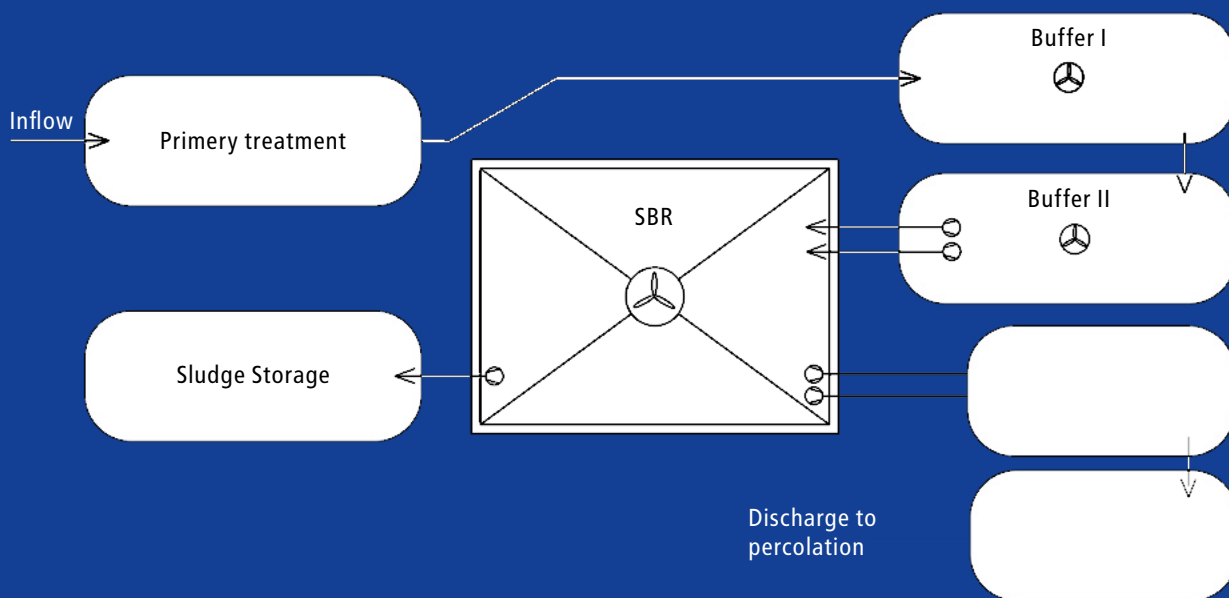 Buffer I
Inflow
Primery treatment
Buffer II
SBR
Sludge Storage
Discharge to
percolation